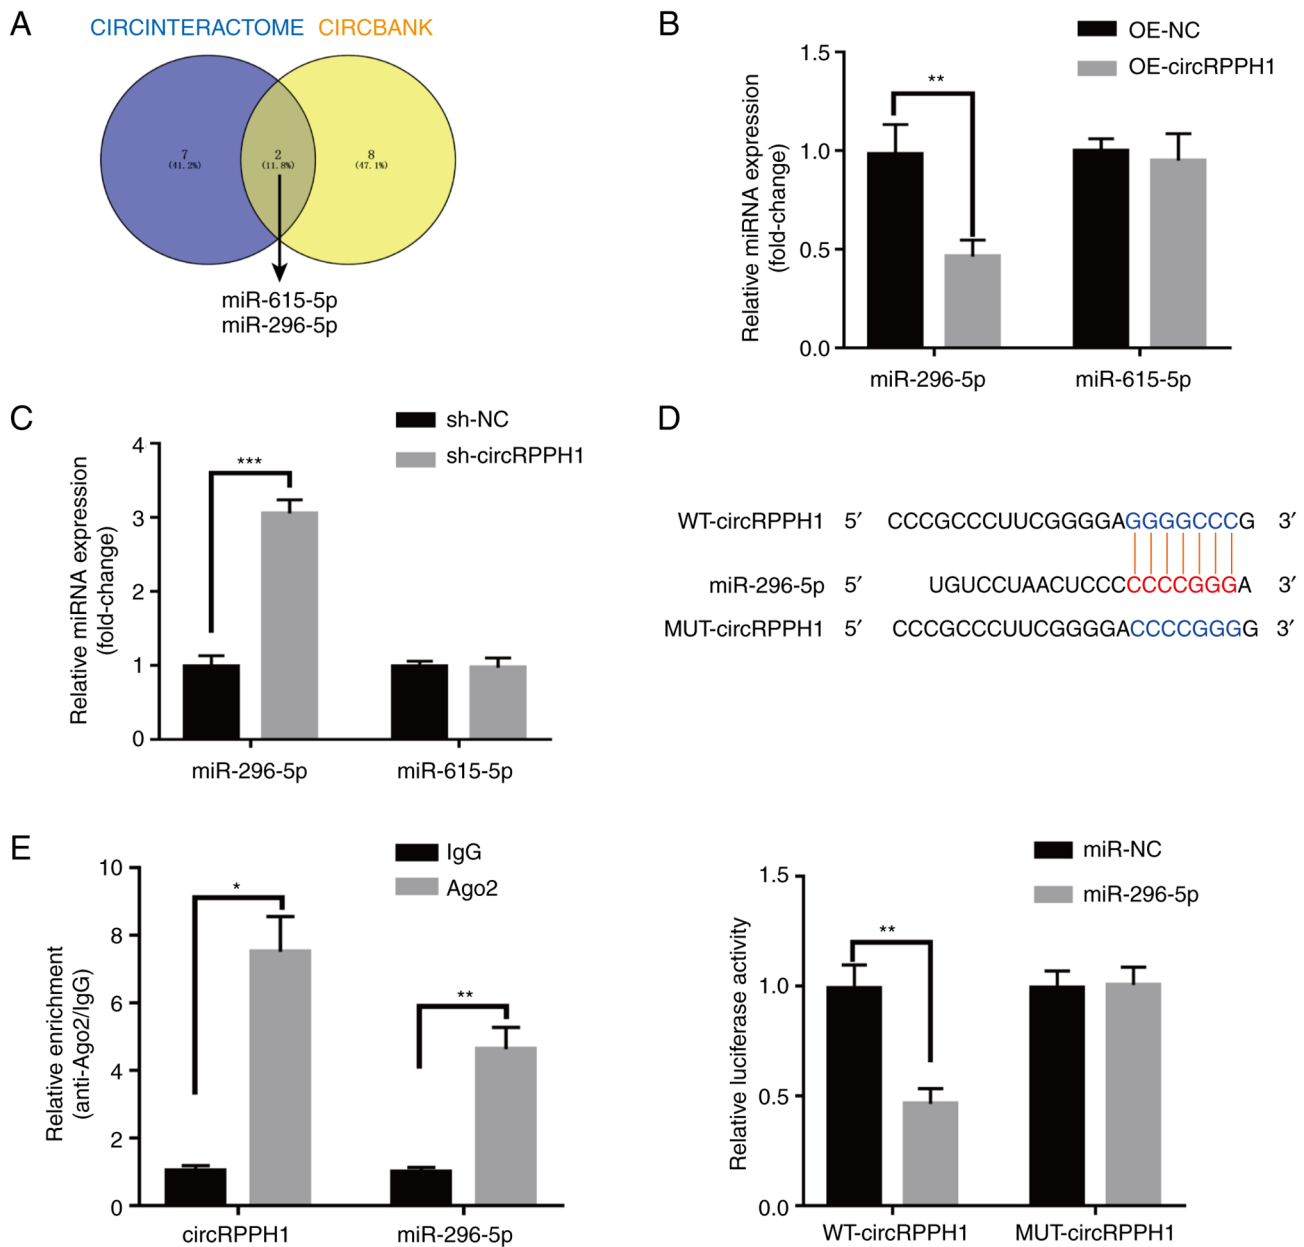 A
CIRCINTERACTOME CIRCBANK
7
(41.2%)
2
(11.8%)
8
(47.1%)
miR-615-5p
miR-296-5p
B
OE-NC
OE-circRPPH1
Relative miRNA expression
(fold-change)
1.5
1.0
0.5
0.0
**
miR-296-5p
miR-615-5p
C
sh-NC
sh-circRPPH1
Relative miRNA expression
(fold-change)
4
3
2
1
0
***
miR-296-5p
miR-615-5p
D
WT-circRPPH1 5′ CCCGCCCUUCGGGGAGGGGCCCG 3′
miR-296-5p 5′ UGUCCUAACUCCCCCCCGGGA 3′
MUT-circRPPH1 5′ CCCGCCCUUCGGGGACCCCGGGG 3′
E
IgG
Ago2
Relative enrichment
(anti-Ago2/IgG)
10
8
6
4
2
0
*
**
circRPPH1
miR-296-5p
miR-NC
miR-296-5p
Relative luciferase activity
1.5
1.0
0.5
0.0
**
WT-circRPPH1
MUT-circRPPH1